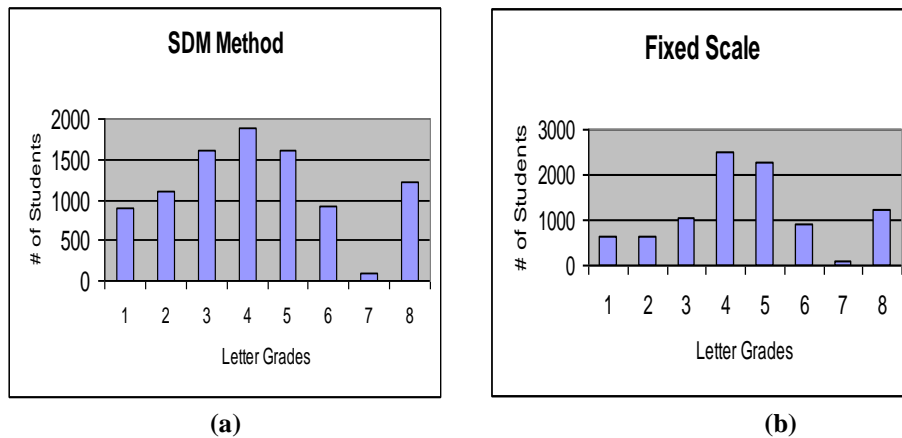 SDM Method
# of Students
2000
1500
1000
500
0
1 2 3 4 5 6 7 8
Letter Grades
(a)
Fixed Scale
# of Students
3000
2000
1000
0
1 2 3 4 5 6 7 8
Letter Grades
(b)